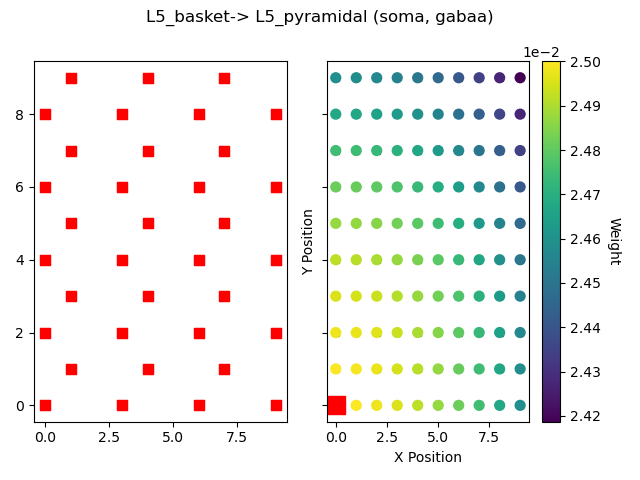 L5_basket-> L5_pyramidal (soma, gabaa)
8
6
4
2
0
0.0 2.5 5.0 7.5
Y Position
0.0 2.5 5.0 7.5
X Position
1e−2
2.50
2.49
2.48
2.47
2.46
2.45
2.44
2.43
2.42
Weight